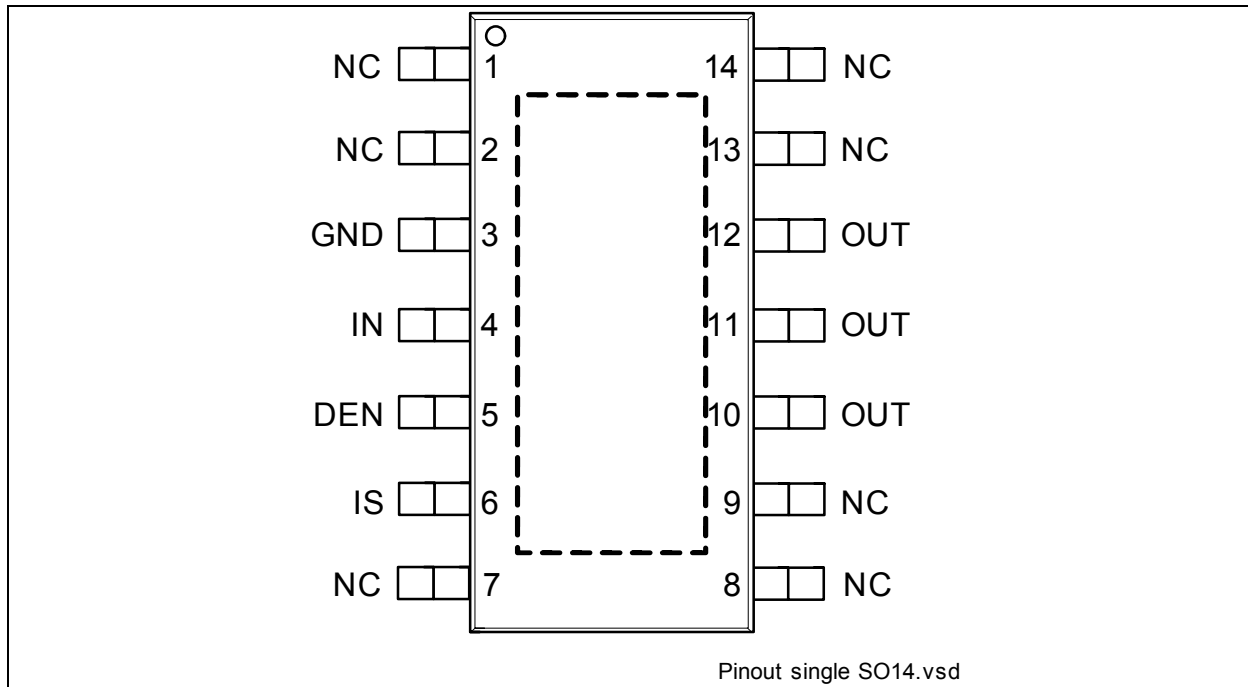 NC 1 14 NC
NC 2 13 NC
GND 3 12 OUT
IN 4 11 OUT
DEN 5 10 OUT
IS 6 9 NC
NC 7 8 NC
Pinout single SO14.vsd